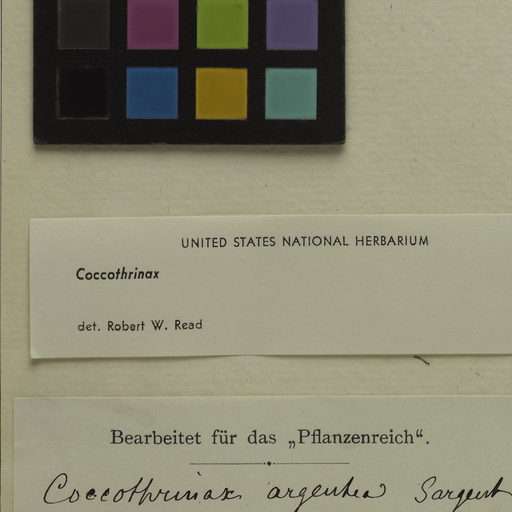 UNITED STATES NATIONAL HERBARIUM
Coccothrinax
det. Robert W. Read
Bearbeitet für das „Pflanzenreich“.
Coccothrinax argentea Sargent